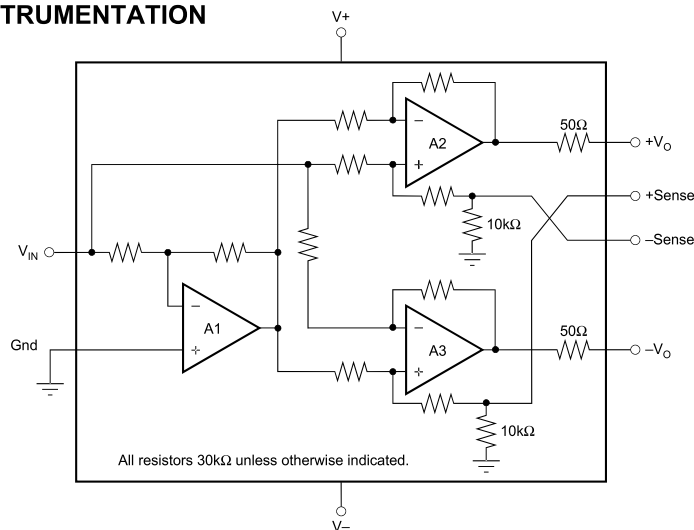 TRUMENTATION
V+
A2
−
+
50Ω
+VO
+Sense
10kΩ
−Sense
VIN
A1
−
+
Gnd
A3
−
+
50Ω
−VO
10kΩ
All resistors 30kΩ unless otherwise indicated.
V−